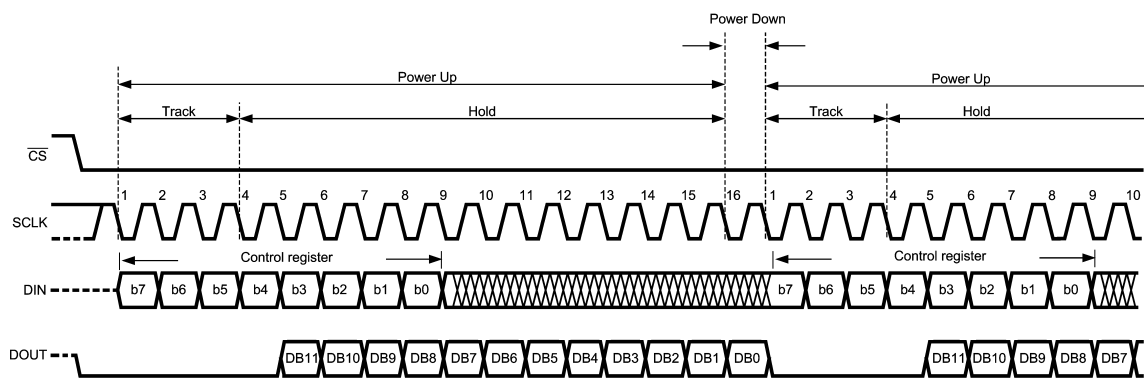 Power Down
Power Up
Power Up
Track
Hold
Track
Hold
CS
1 2 3 4 5 6 7 8 9 10 11 12 13 14 15 16 1 2 3 4 5 6 7 8 9 10
SCLK
Control register
Control register
DIN
b7 b6 b5 b4 b3 b2 b1 b0 b7 b6 b5 b4 b3 b2 b1 b0
DOUT
DB11 DB10 DB9 DB8 DB7 DB6 DB5 DB4 DB3 DB2 DB1 DB0 DB11 DB10 DB9 DB8 DB7